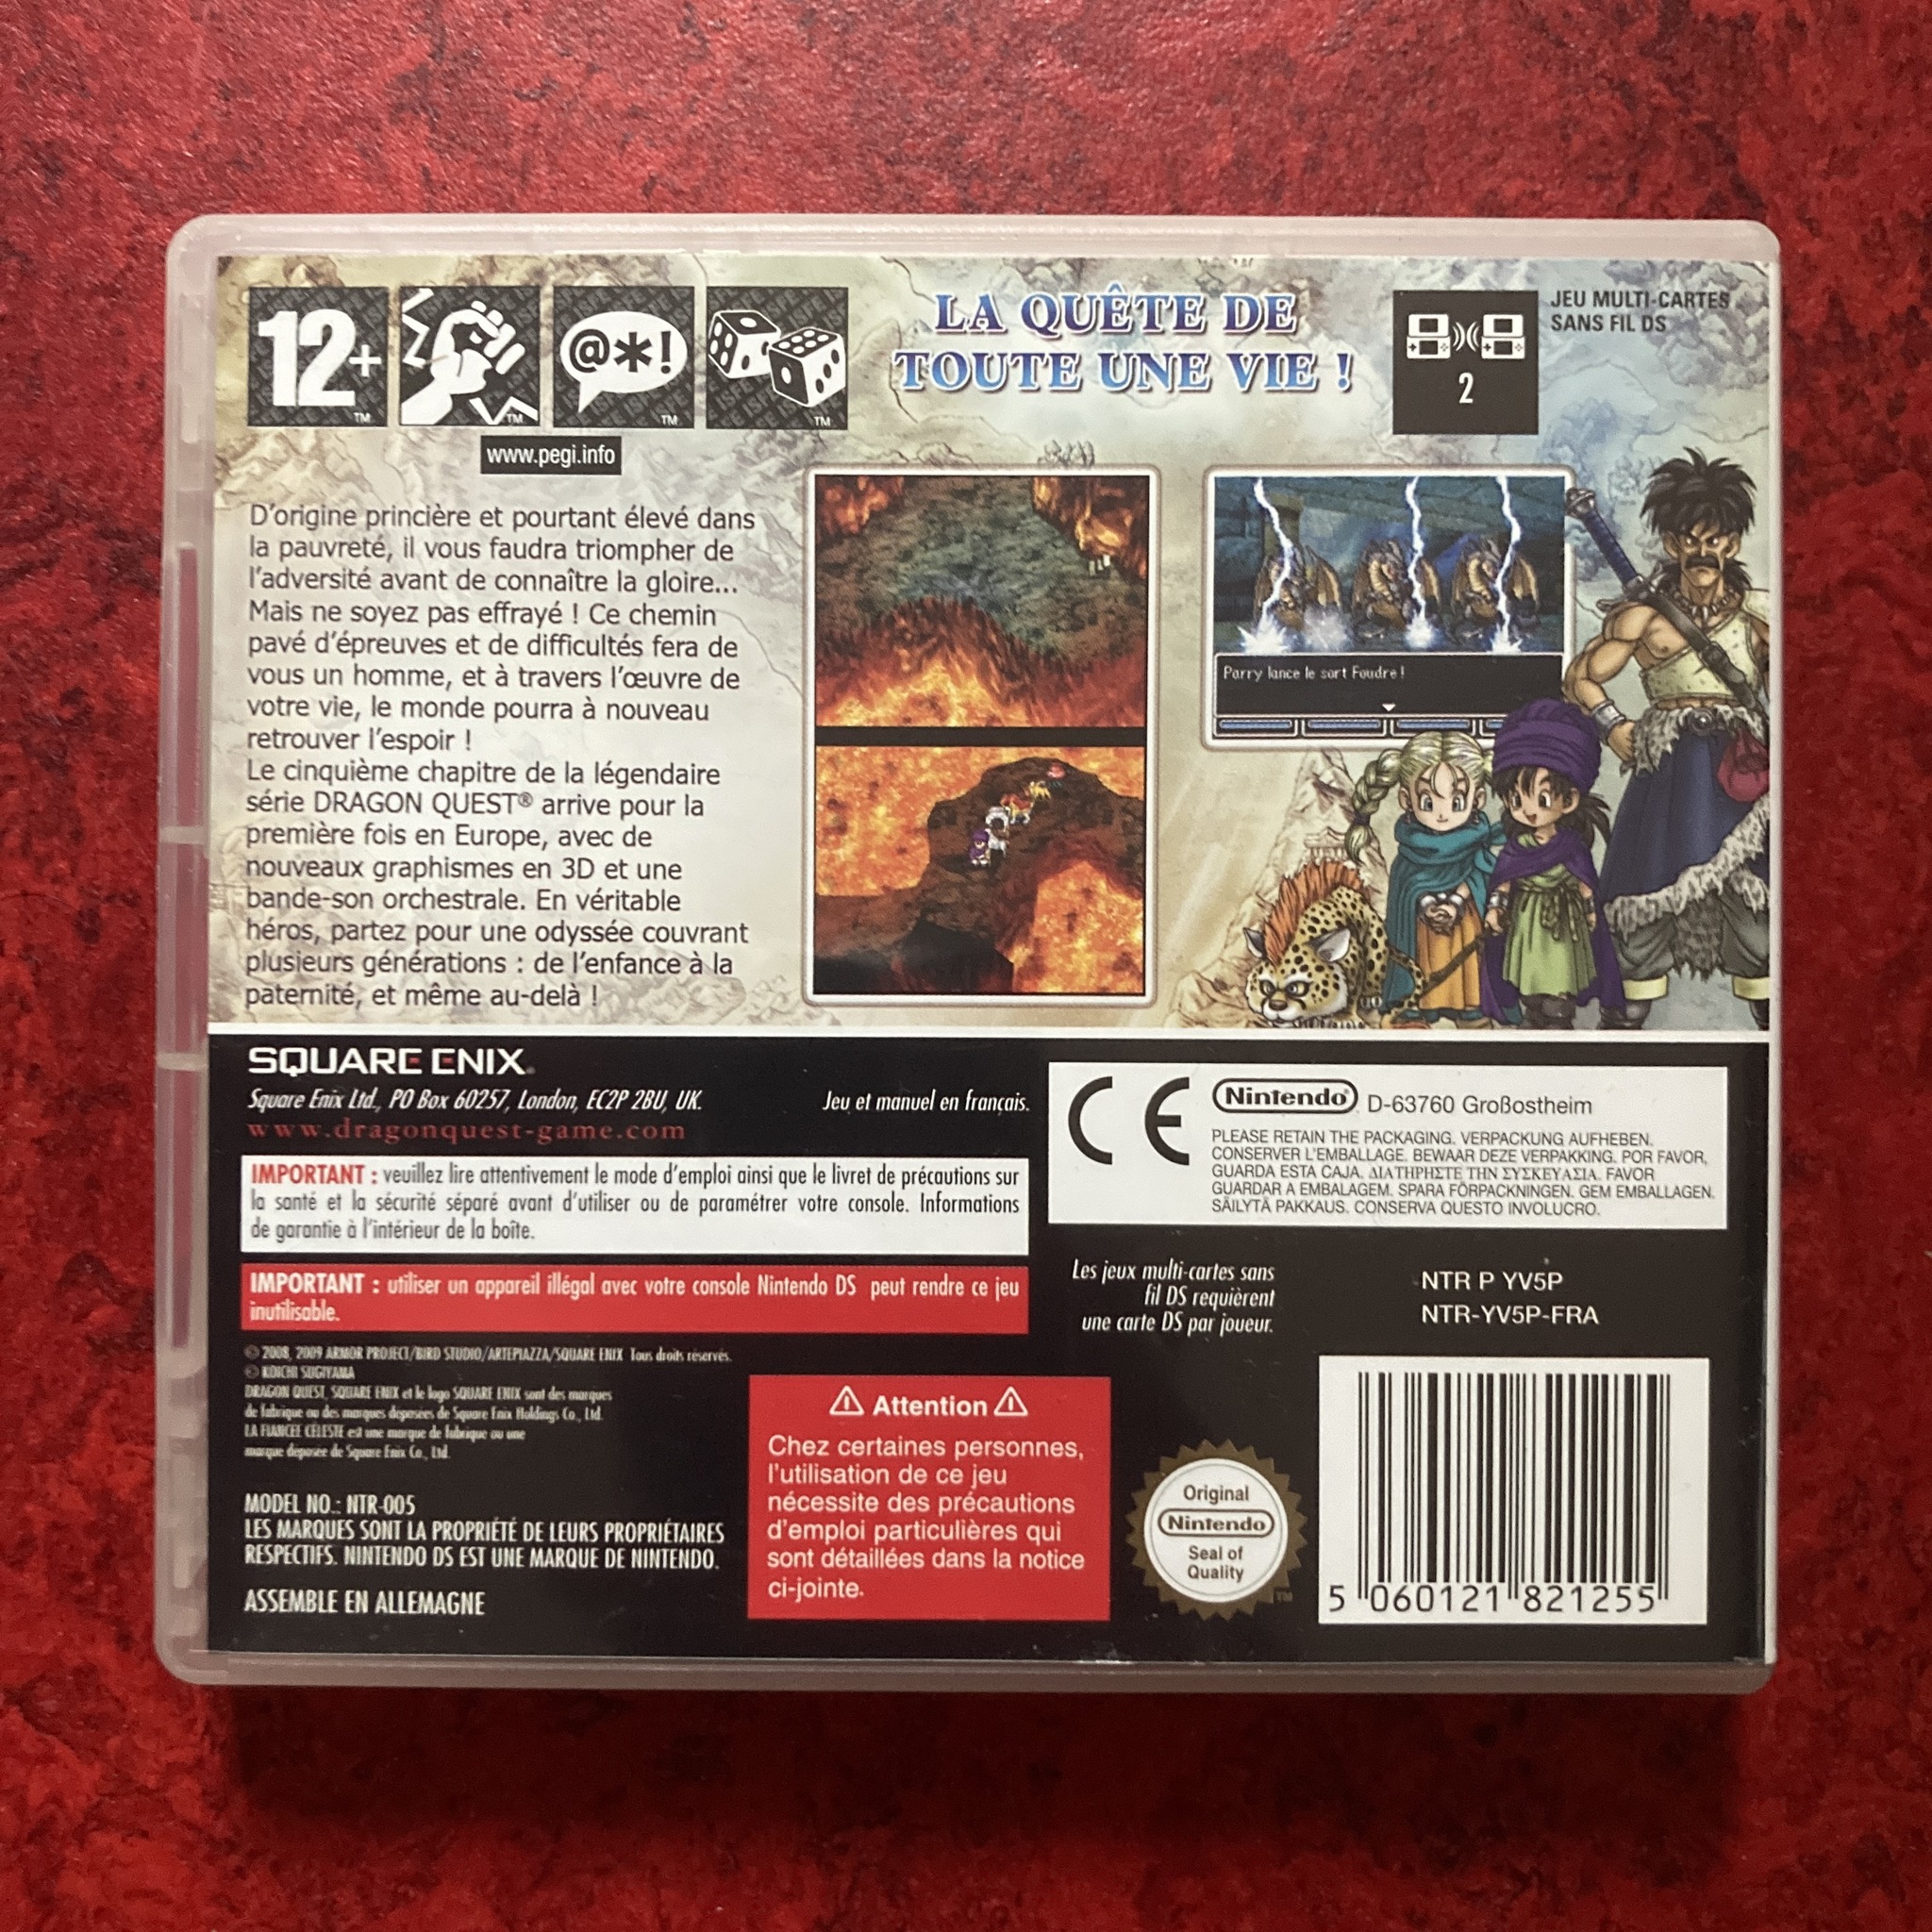 12+
TM
TM
@*!
TM
TM
www.pegi.info
LA QUÊTE DE
TOUTE UNE VIE !
2
JEU MULTI-CARTES
SANS FIL DS
D'origine princière et pourtant élevé dans
la pauvreté, il vous faudra triompher de
l'adversité avant de connaître la gloire...
Mais ne soyez pas effrayé ! Ce chemin
pavé d'épreuves et de difficultés fera de
vous un homme, et à travers l'œuvre de
votre vie, le monde pourra à nouveau
retrouver l'espoir !
Le cinquième chapitre de la légendaire
série DRAGON QUEST® arrive pour la
première fois en Europe, avec de
nouveaux graphismes en 3D et une
bande-son orchestrale. En véritable
héros, partez pour une odyssée couvrant
plusieurs générations : de l'enfance à la
paternité, et même au-delà !
Parry lance le sort Foudre !
SQUARE ENIX
Square Enix Ltd., PO Box 60257, London, EC2P 2BU, UK.
www.dragonquest-game.com
Jeu et manuel en français.
IMPORTANT : veuillez lire attentivement le mode d'emploi ainsi que le livret de précautions sur
la santé et la sécurité séparé avant d'utiliser ou de paramétrer votre console. Informations
de garantie à l'intérieur de la boîte.
IMPORTANT : utiliser un appareil illégal avec votre console Nintendo DS peut rendre ce jeu
inutilisable.
© 2008, 2009 ARMOR PROJECT/BIRD STUDIO/ARTEPIAZZA/SQUARE ENIX Tous droits réservés.
© KOICHI SUGIYAMA
DRAGON QUEST, SQUARE ENIX et le logo SQUARE ENIX sont des marques
de fabrique ou des marques déposées de Square Enix Holdings Co., Ltd.
LA FIANCÉE CÉLESTE est une marque de fabrique ou une
marque déposée de Square Enix Co., Ltd.
MODEL NO.: NTR-005
LES MARQUES SONT LA PROPRIÉTÉ DE LEURS PROPRIÉTAIRES
RESPECTIFS. NINTENDO DS EST UNE MARQUE DE NINTENDO.
ASSEMBLE EN ALLEMAGNE
Attention
Chez certaines personnes,
l'utilisation de ce jeu
nécessite des précautions
d'emploi particulières qui
sont détaillées dans la notice
ci-jointe.
CE
Nintendo® D-63760 Großostheim
PLEASE RETAIN THE PACKAGING. VERPACKUNG AUFHEBEN.
CONSERVER L'EMBALLAGE. BEWAAR DEZE VERPAKKING. POR FAVOR,
GUARDA ESTA CAJA. ΔΙΑΤΗΡΗΣΤΕ ΤΗΝ ΣΥΣΚΕΥΑΣΙΑ. FAVOR
GUARDAR A EMBALAGEM. SPARA FÖRPACKNINGEN. GEM EMBALLAGEN.
SÄILYTÄ PAKKAUS. CONSERVA QUESTO INVOLUCRO.
Les jeux multi-cartes sans
fil DS requièrent
une carte DS par joueur.
NTR P YV5P
NTR-YV5P-FRA
Original
Nintendo
Seal of
Quality
TM
5 060121 821255